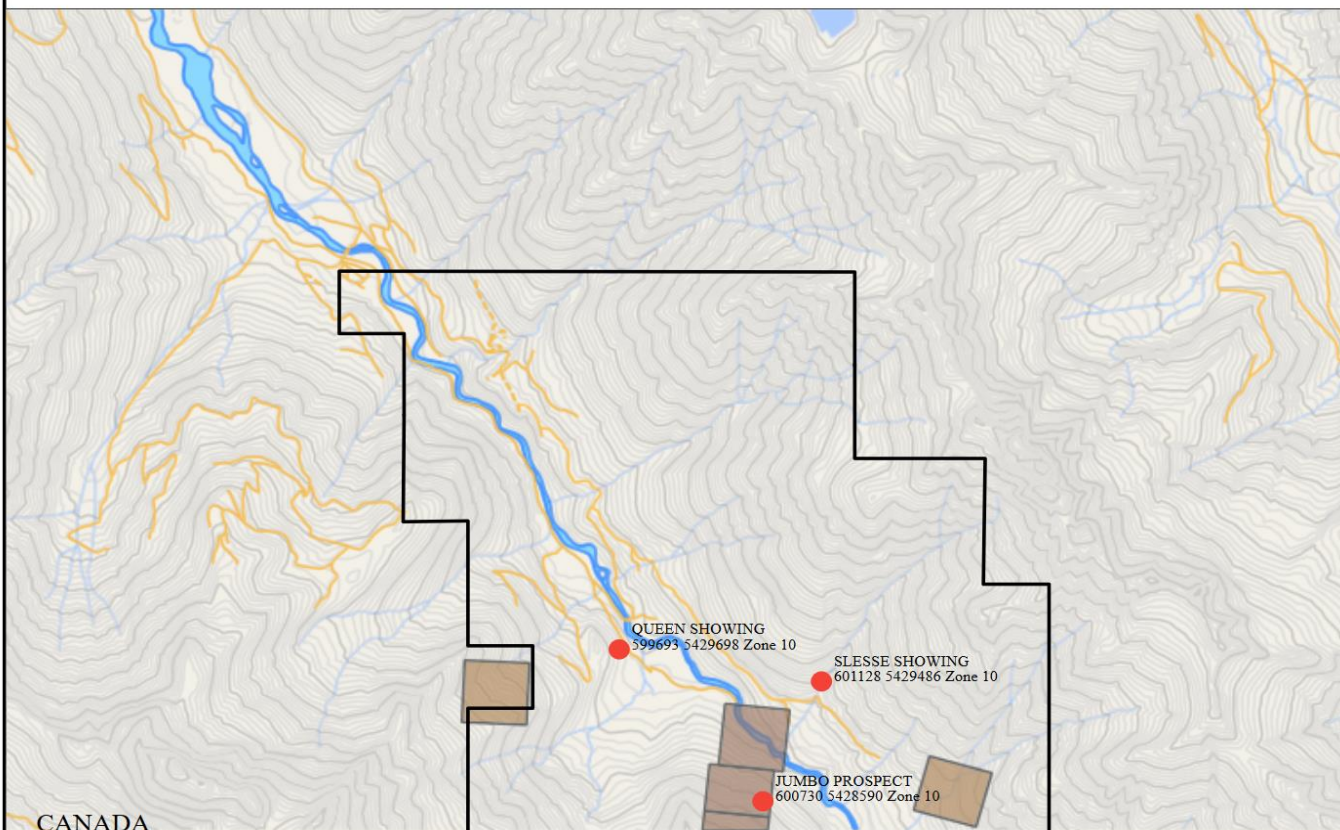 QUEEN SHOWING
599693 5429698 Zone 10
SLESSE SHOWING
601128 5429486 Zone 10
JUMBO PROSPECT
600730 5428590 Zone 10
CANADA